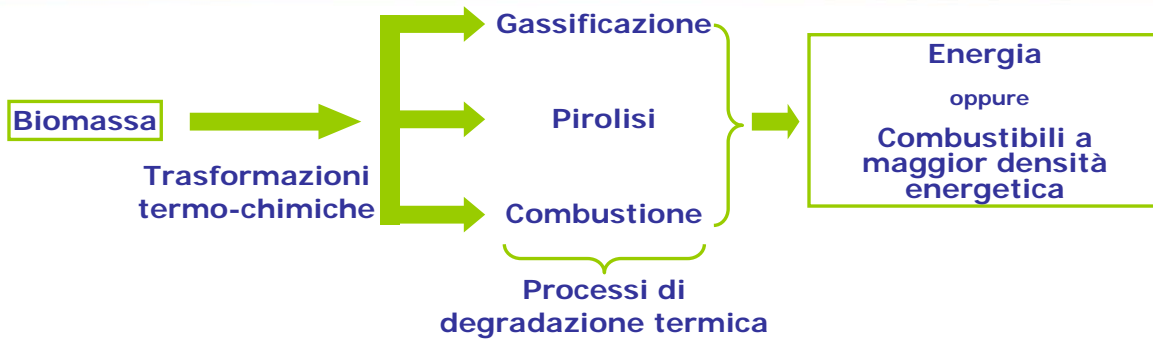 Biomassa
Trasformazioni
termo-chimiche
Gassificazione
Pirolisi
Combustione
Processi di
degradazione termica
Energia
oppure
Combustibili a
maggior densità
energetica